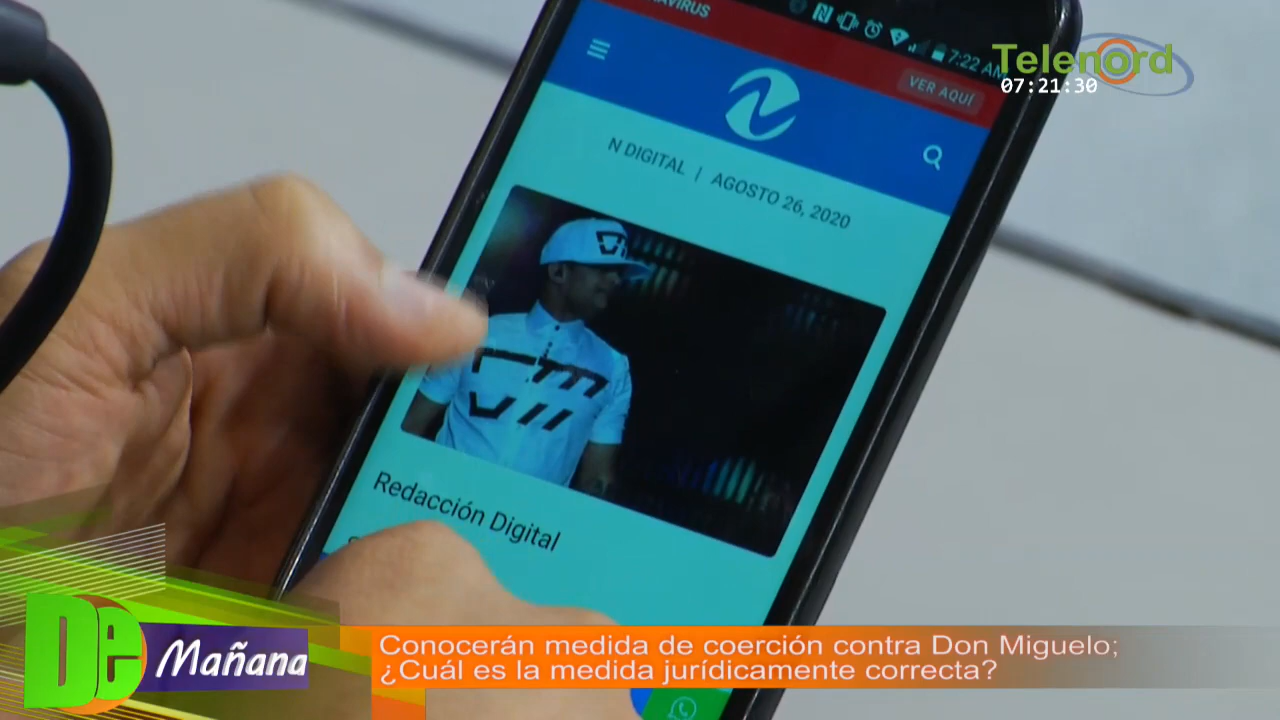 7:22 AM
Telenord
07:21:30
VER AQUÍ
N DIGITAL | AGOSTO 26, 2020
Redacción Digital
De Mañana
Conocerán medida de coerción contra Don Miguelo;
¿Cuál es la medida jurídicamente correcta?